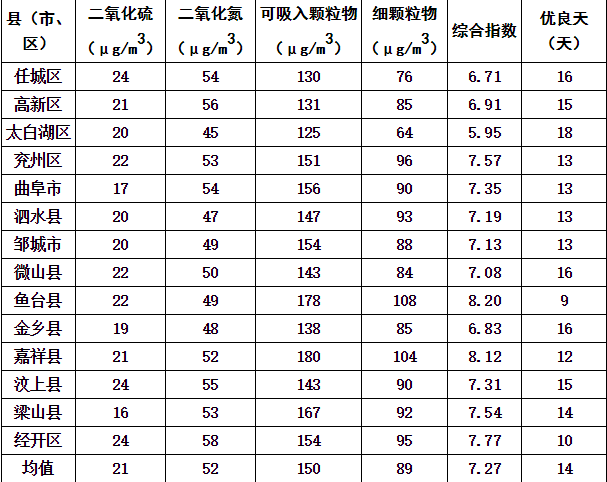 县（市、区） 二氧化硫（μg/m3） 二氧化氮（μg/m3） 可吸入颗粒物（μg/m3） 细颗粒物（μg/m3） 综合指数 优良天（天）
任城区 24 54 130 76 6.71 16
高新区 21 56 131 85 6.91 15
太白湖区 20 45 125 64 5.95 18
兖州区 22 53 151 96 7.57 13
曲阜市 17 54 156 90 7.35 13
泗水县 20 47 147 93 7.19 13
邹城市 20 49 154 88 7.13 13
微山县 22 50 143 84 7.08 16
鱼台县 22 49 178 108 8.20 9
金乡县 19 48 138 85 6.83 16
嘉祥县 21 52 180 104 8.12 12
汶上县 24 55 143 90 7.31 15
梁山县 16 53 167 92 7.54 14
经开区 24 58 154 95 7.77 10
均值 21 52 150 89 7.27 14